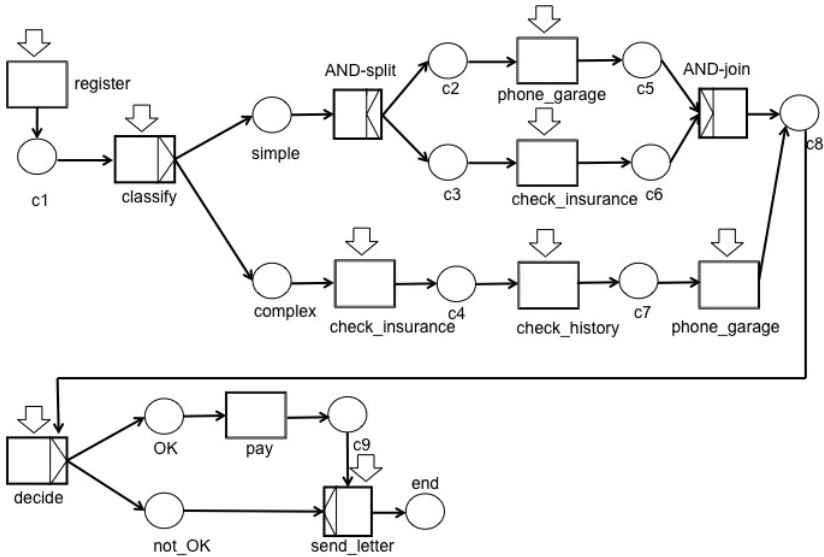 register
c1
classify
simple
AND-split
c2
phone_garage
c5
AND-join
c8
c3
check_insurance
c6
complex
check_insurance
c4
check_history
c7
phone_garage
decide
OK
pay
c9
not_OK
send_letter
end